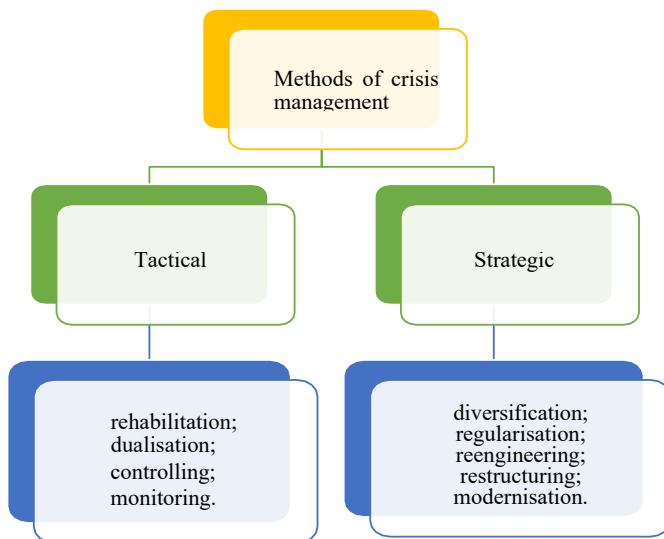 Methods of crisis
management
Tactical
Strategic
rehabilitation;
dualisation;
controlling;
monitoring.
diversification;
regularisation;
reengineering;
restructuring;
modernisation.